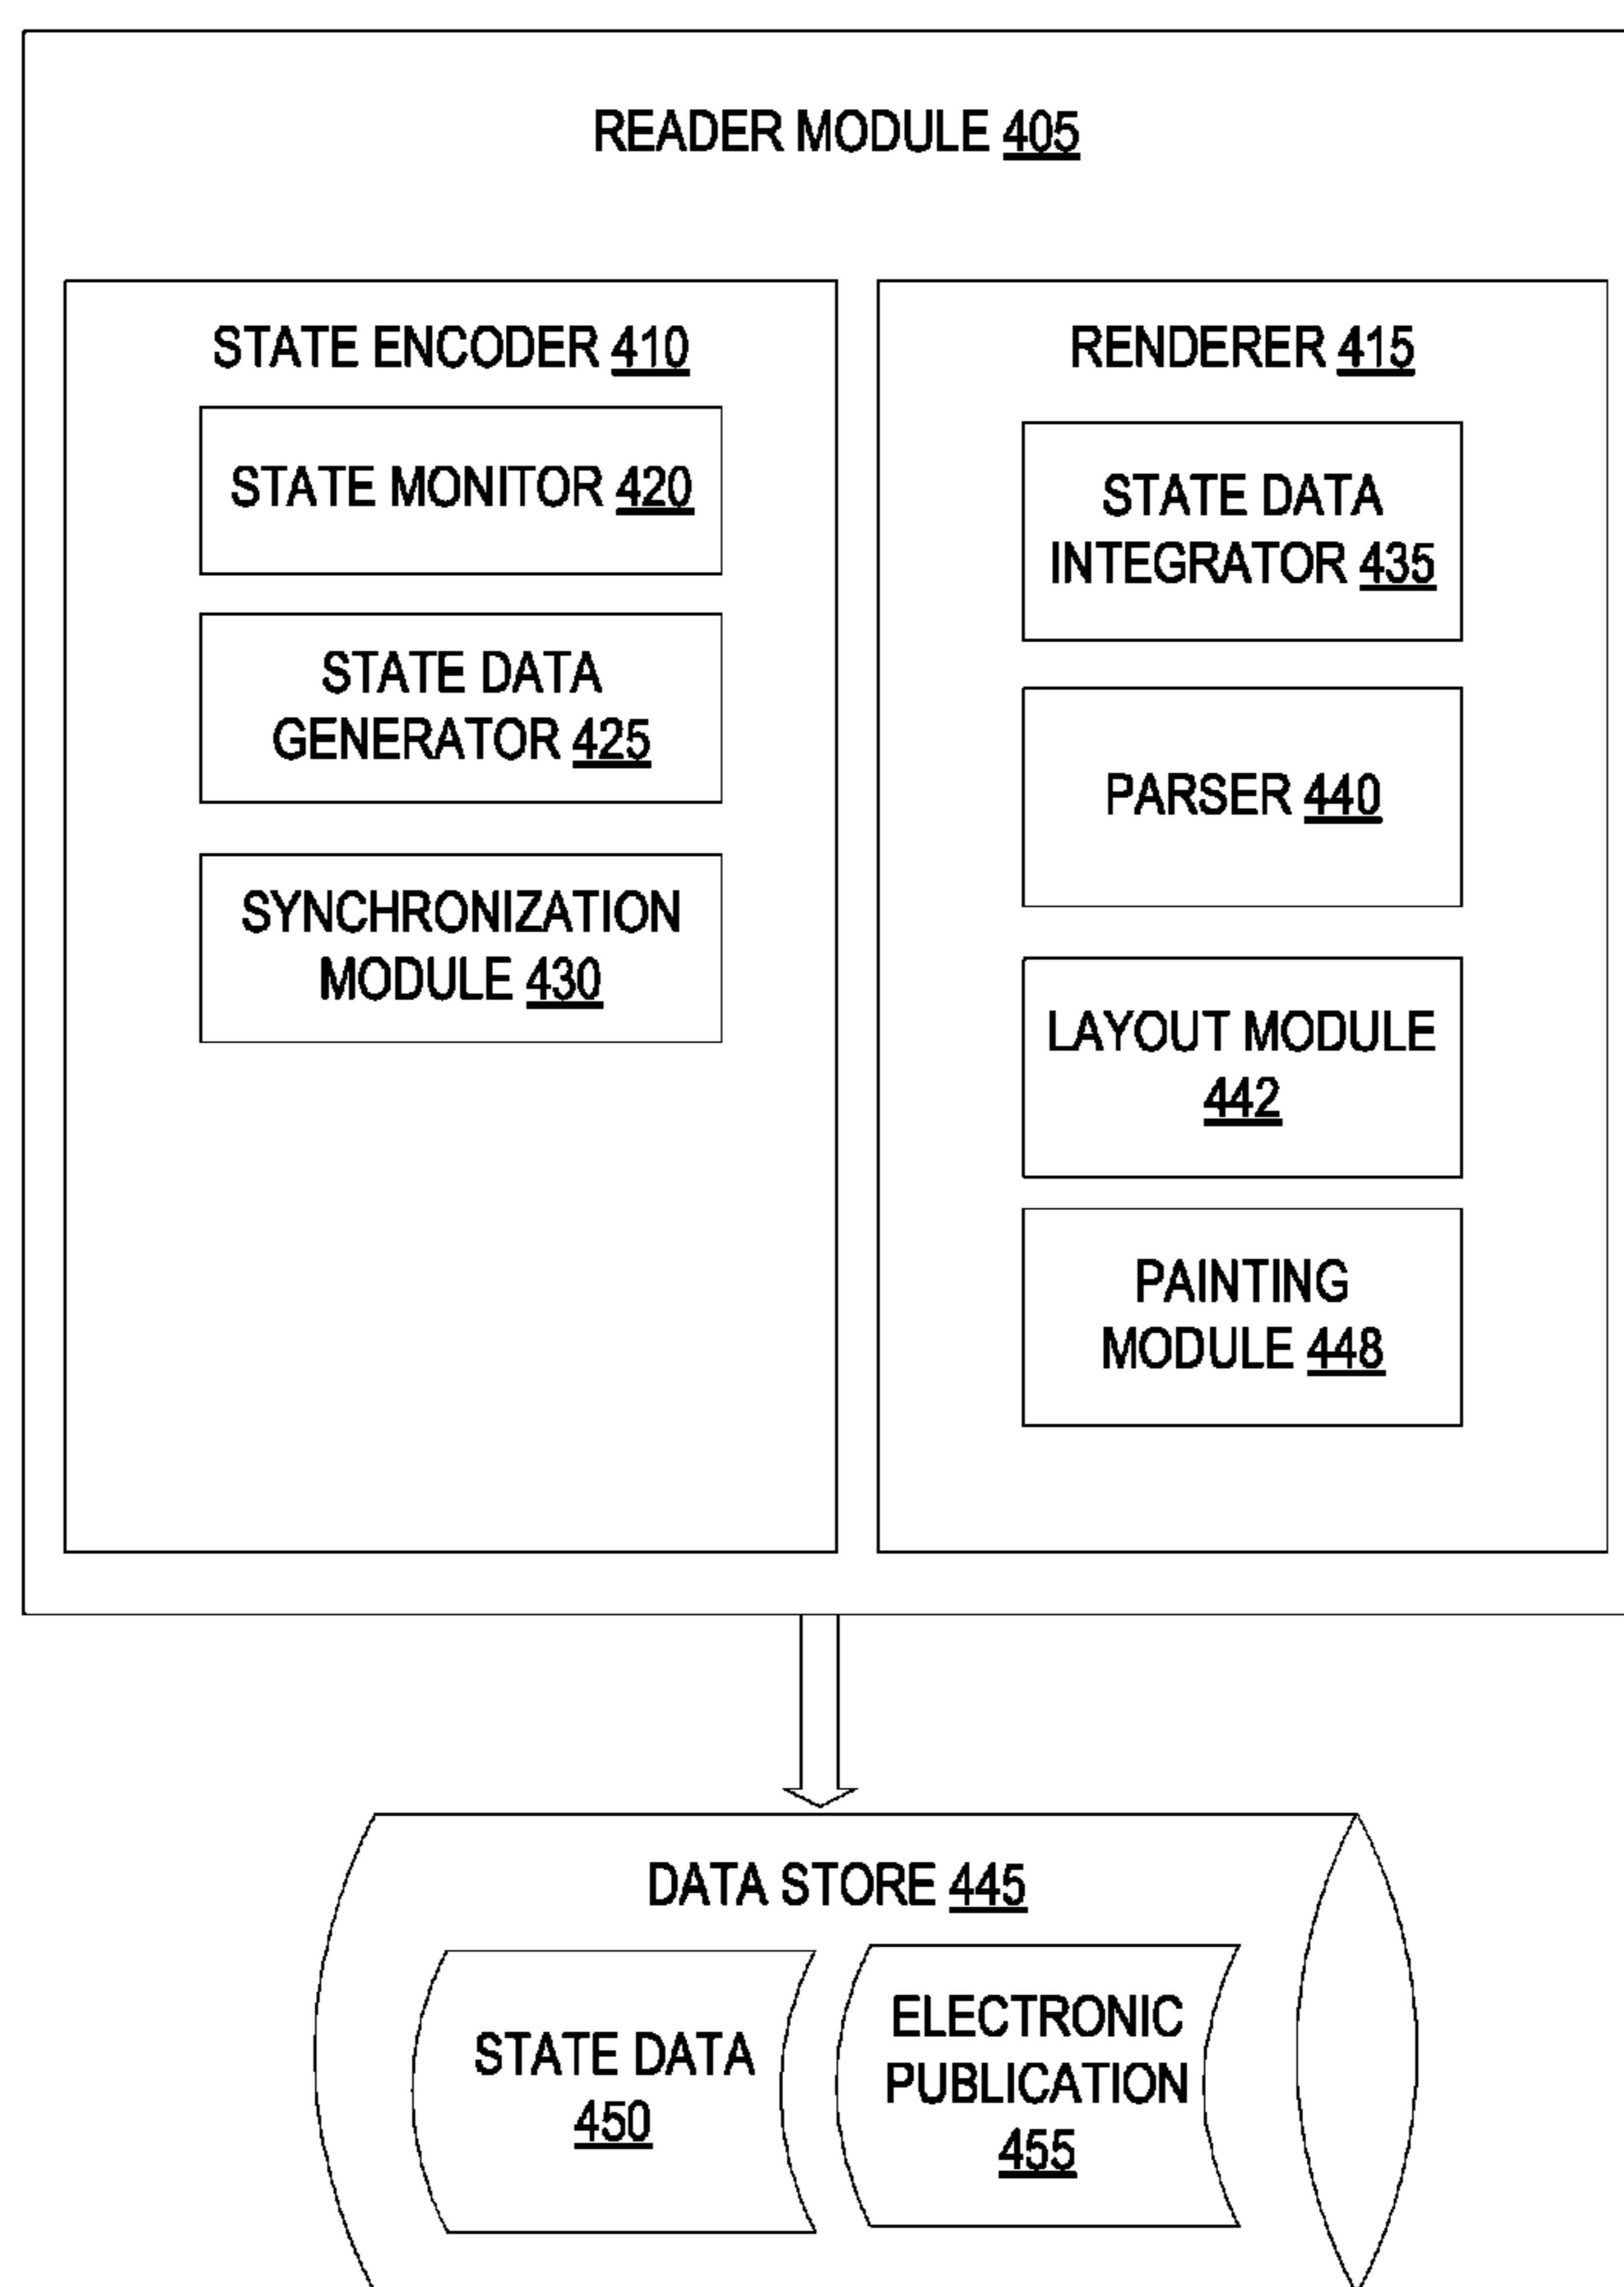 READER MODULE 405
STATE ENCODER 410
STATE MONITOR 420
STATE DATA
GENERATOR 425
SYNCHRONIZATION
MODULE 430
RENDERER 415
STATE DATA
INTEGRATOR 435
PARSER 440
LAYOUT MODULE
442
PAINTING
MODULE 448
DATA STORE 445
STATE DATA
450
ELECTRONIC
PUBLICATION
455